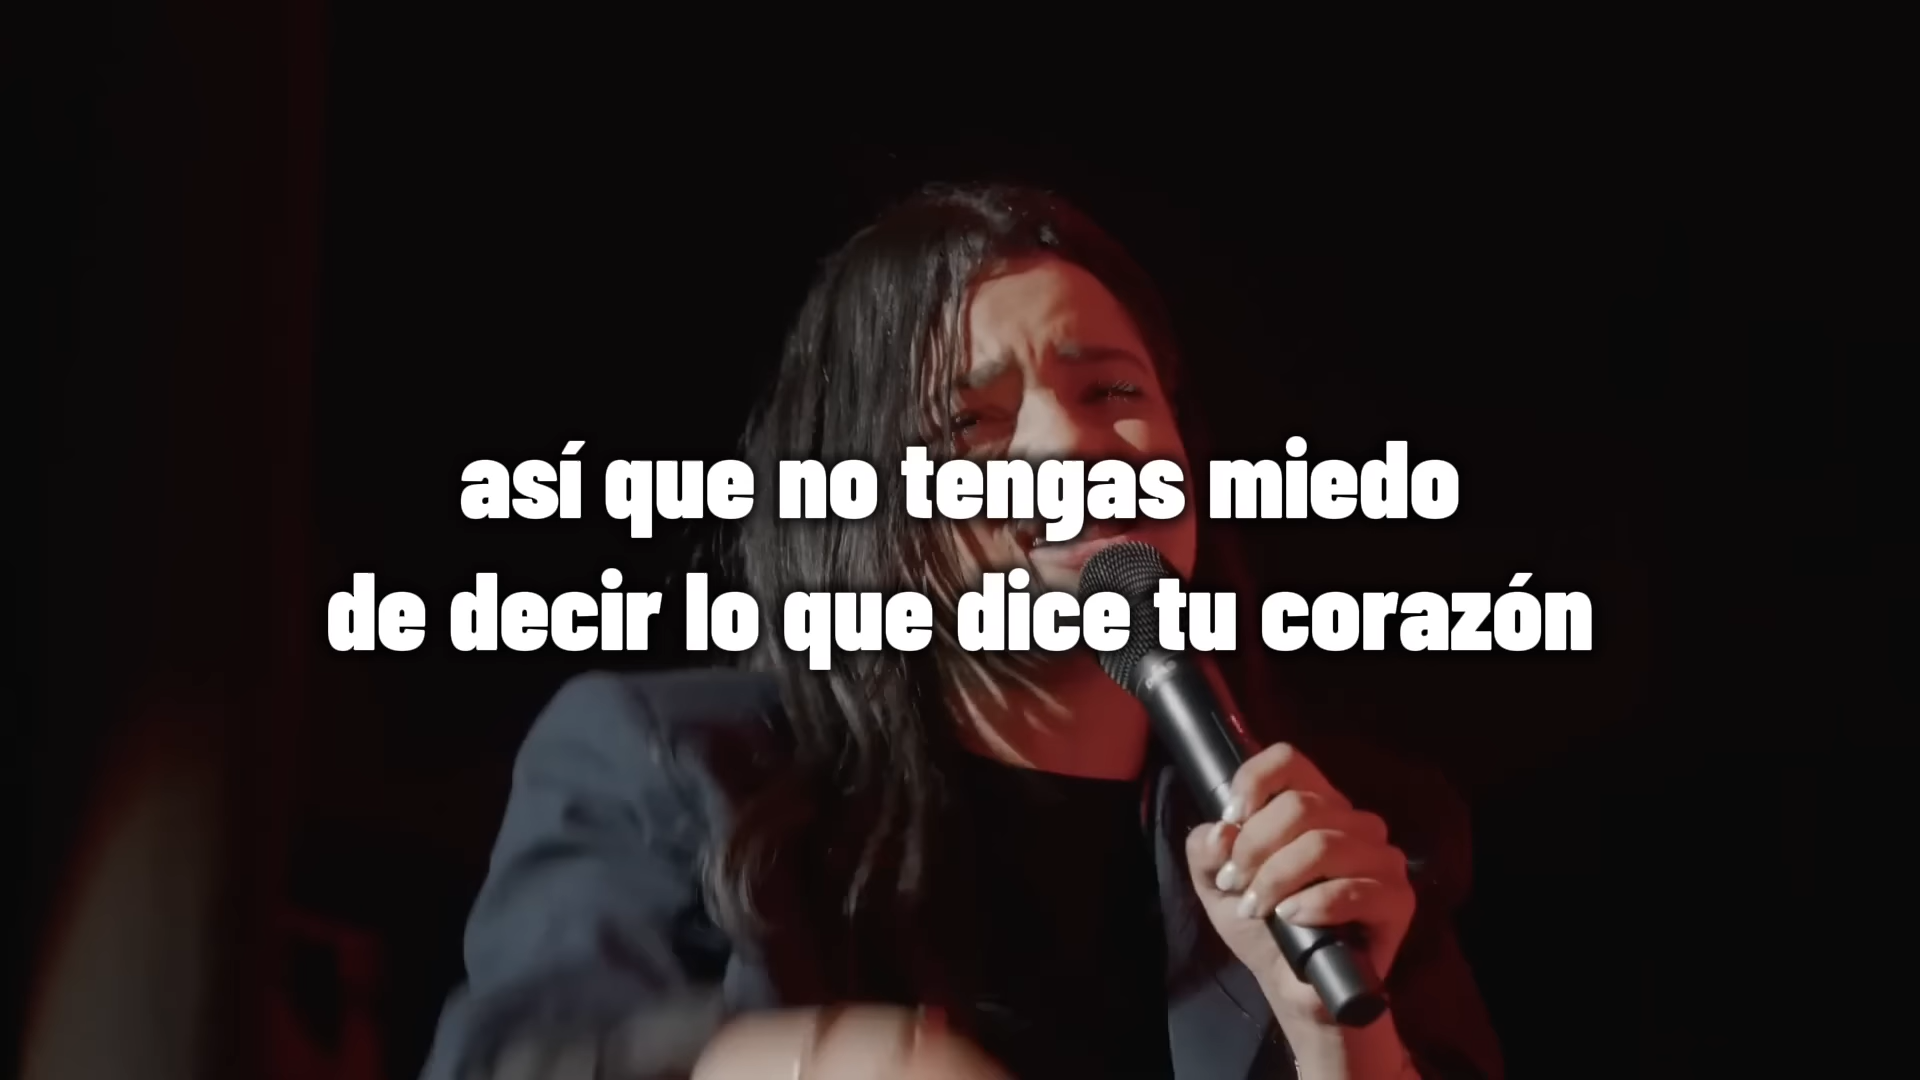 así que no tengas miedo
de decir lo que dice tu corazón